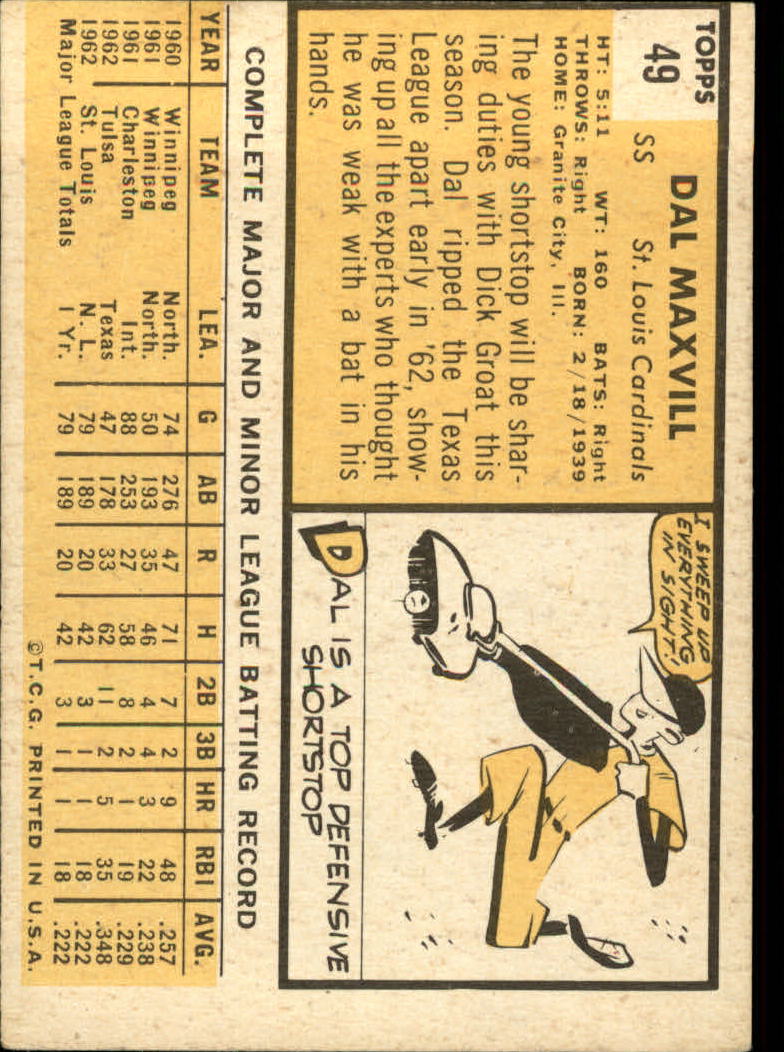 TOPPS
49
DAL MAXVILL
SS St. Louis Cardinals
HT: 5:11 WT: 160 BATS: Right
THROWS: Right BORN: 2/18/1939
HOME: Granite City, Ill.
The young shortstop will be shar-
ing duties with Dick Groat this
season. Dal ripped the Texas
League apart early in '62, show-
ing up all the experts who thought
he was weak with a bat in his
hands.
I SWEEP UP
EVERYTHING
IN SIGHT!
DAL IS A TOP DEFENSIVE
SHORTSTOP
COMPLETE MAJOR AND MINOR LEAGUE BATTING RECORD
YEAR TEAM LEA. G AB R H 2B 3B HR RBI AVG.
1960 Winnipeg North. 74 276 47 71 7 2 9 48 .257
1961 Winnipeg North. 50 193 35 46 4 4 3 22 .238
1961 Charleston Int. 88 253 27 58 8 2 1 19 .229
1962 Tulsa Texas 47 178 33 62 11 2 5 35 .348
1962 St. Louis N. L. 79 189 20 42 3 1 1 18 .222
Major League Totals 1 Yr. 79 189 20 42 3 1 1 18 .222
©T.C.G. PRINTED IN U.S.A.